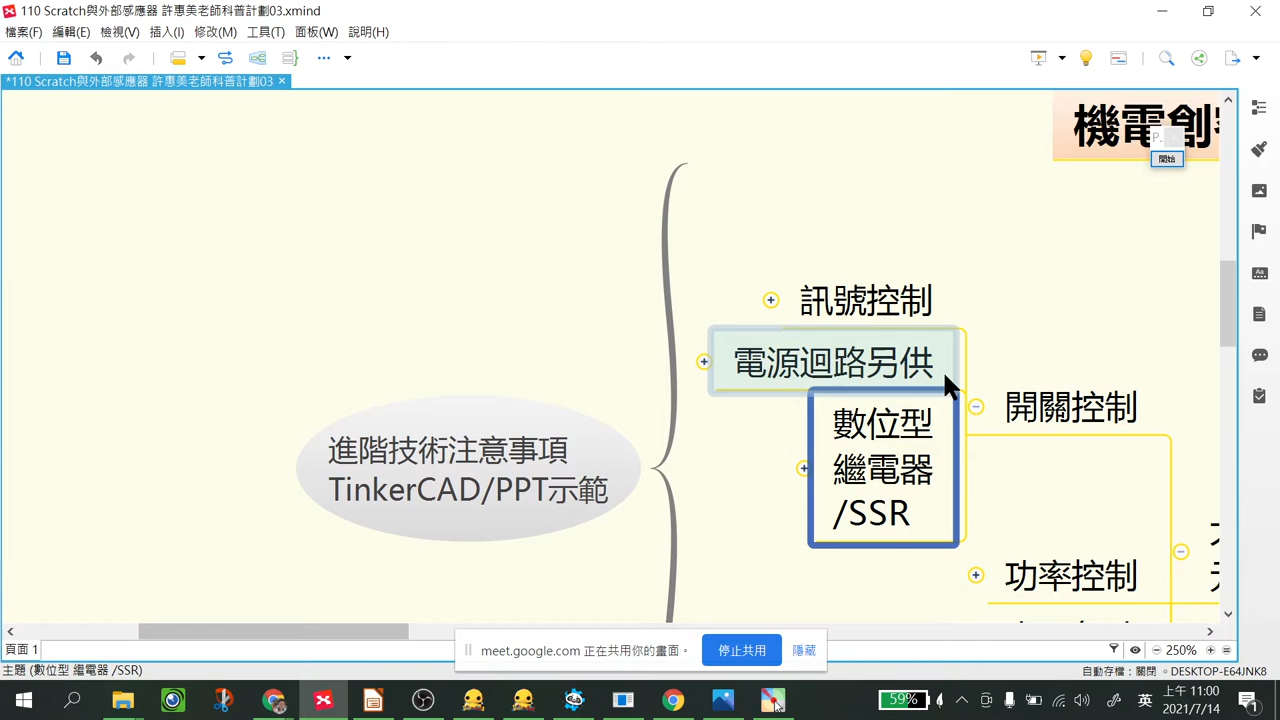 110 Scratch與外部感應器 許惠美老師科普計劃03.xmind
檔案(F) 編輯(E) 檢視(V) 插入(I) 修改(M) 工具(T) 面板(W) 說明(H)
*110 Scratch與外部感應器 許惠美老師科普計劃03
機電創
開始
訊號控制
電源迴路另供
開關控制
數位型
繼電器
/SSR
進階技術注意事項
TinkerCAD/PPT示範
功率控制
meet.google.com 正在共用你的畫面。
停止共用
隱藏
頁面 1
250%
主題 (數位型 繼電器 /SSR)
自動存檔：關閉
DESKTOP-E64JNK8
59%
英
上午 11:00
2021/7/14
1